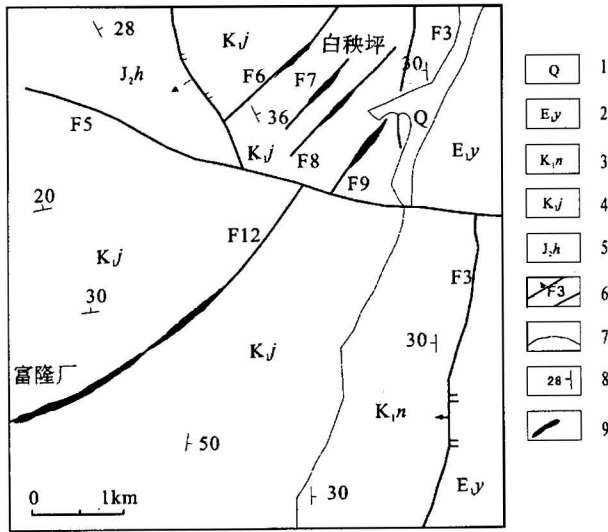 28
K₁j
白秧坪
F3
30
J₂h
F6
F7
36
Q
F5
K₁j
F8
E₁y
F9
20
F12
K₁j
F3
30
30
K₁j
富隆厂
K₁n
50
0 1km
30
E₁y
Q 1
E₁y 2
K₁n 3
K₁j 4
J₂h 5
F3 6
7
28 8
9